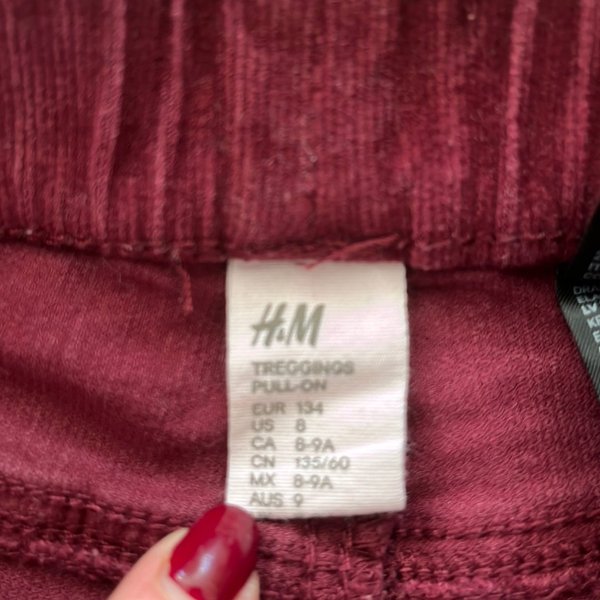 H&M
TREGGINGS
PULL-ON
EUR 134
US 8
CA 8-9A
CN 135/60
MX 8-9A
AUS 9